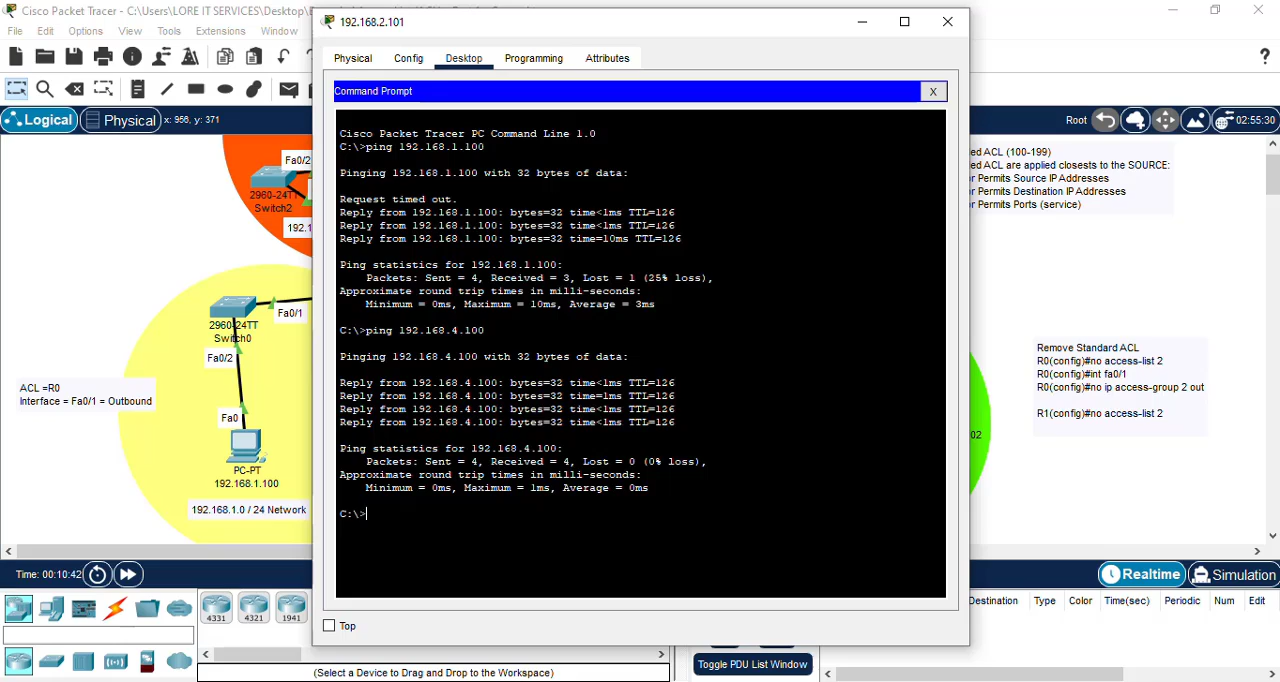 Cisco Packet Tracer - C:\Users\LORE IT SERVICES\Desktop\
192.168.2.101
File Edit Options View Tools Extensions Window
Physical Config Desktop Programming Attributes
?
Command Prompt X
Logical Physical x: 956, y: 371
Root 02:55:30
Cisco Packet Tracer PC Command Line 1.0
C:\>ping 192.168.1.100
Pinging 192.168.1.100 with 32 bytes of data:
Request timed out.
Reply from 192.168.1.100: bytes=32 time<1ms TTL=126
Reply from 192.168.1.100: bytes=32 time<1ms TTL=126
Reply from 192.168.1.100: bytes=32 time=10ms TTL=126
Ping statistics for 192.168.1.100:
Packets: Sent = 4, Received = 3, Lost = 1 (25% loss),
Approximate round trip times in milli-seconds:
Minimum = 0ms, Maximum = 10ms, Average = 3ms
C:\>ping 192.168.4.100
Pinging 192.168.4.100 with 32 bytes of data:
Reply from 192.168.4.100: bytes=32 time<1ms TTL=126
Reply from 192.168.4.100: bytes=32 time=1ms TTL=126
Reply from 192.168.4.100: bytes=32 time<1ms TTL=126
Reply from 192.168.4.100: bytes=32 time<1ms TTL=126
Ping statistics for 192.168.4.100:
Packets: Sent = 4, Received = 4, Lost = 0 (0% loss),
Approximate round trip times in milli-seconds:
Minimum = 0ms, Maximum = 1ms, Average = 0ms
C:\>
Top
Fa0/2
2960-24TT
Switch2
192.1
2960-24TT
Switch0
Fa0/1
Fa0/2
ACL =R0
Interface = Fa0/1 = Outbound
Fa0
PC-PT
192.168.1.100
192.168.1.0 / 24 Network
ed ACL (100-199)
ed ACL are applied closests to the SOURCE:
or Permits Source IP Addresses
or Permits Destination IP Addresses
or Permits Ports (service)
Remove Standard ACL
R0(config)#no access-list 2
R0(config)#int fa0/1
R0(config)#no ip access-group 2 out
R1(config)#no access-list 2
02
Time: 00:10:42
Realtime Simulation
4331 4321 1941
Destination Type Color Time(sec) Periodic Num Edit
(Select a Device to Drag and Drop to the Workspace)
Toggle PDU List Window